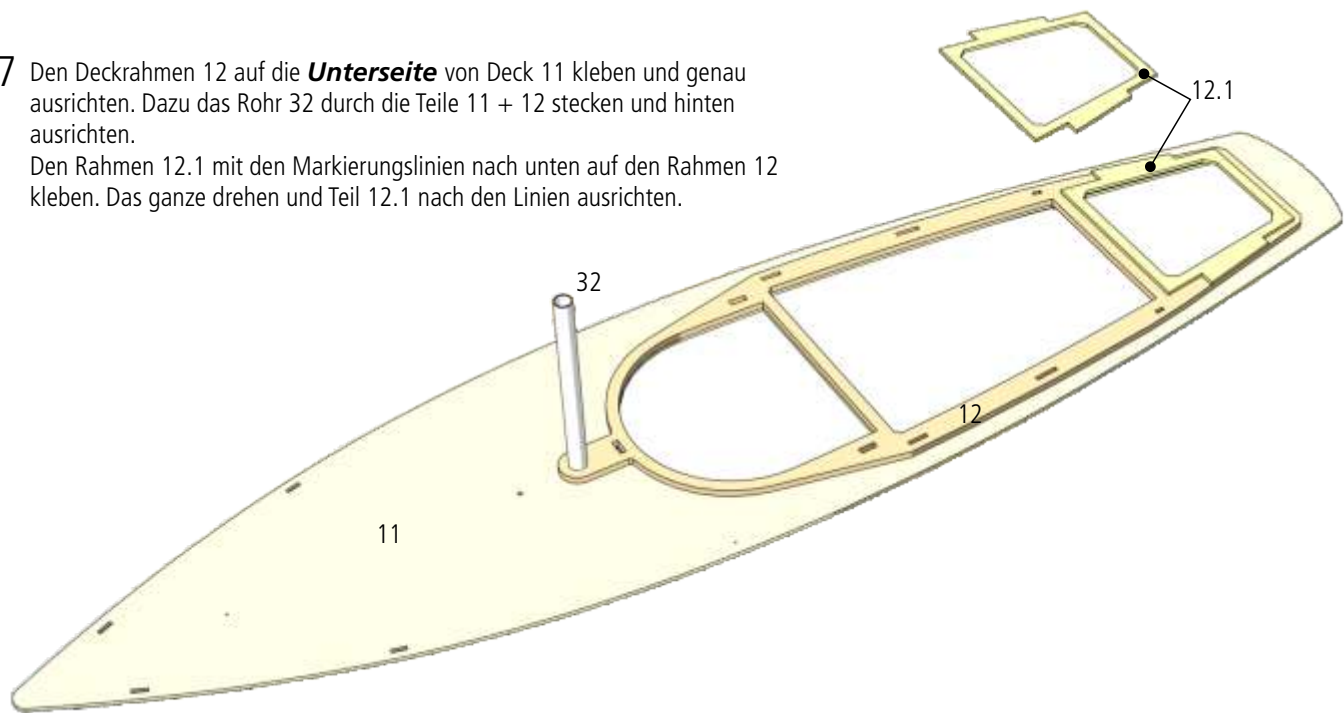 7 Den Deckrahmen 12 auf die Unterseite von Deck 11 kleben und genau
ausrichten. Dazu das Rohr 32 durch die Teile 11 + 12 stecken und hinten
ausrichten.
Den Rahmen 12.1 mit den Markierungslinien nach unten auf den Rahmen 12
kleben. Das ganze drehen und Teil 12.1 nach den Linien ausrichten.
12.1
32
12
11